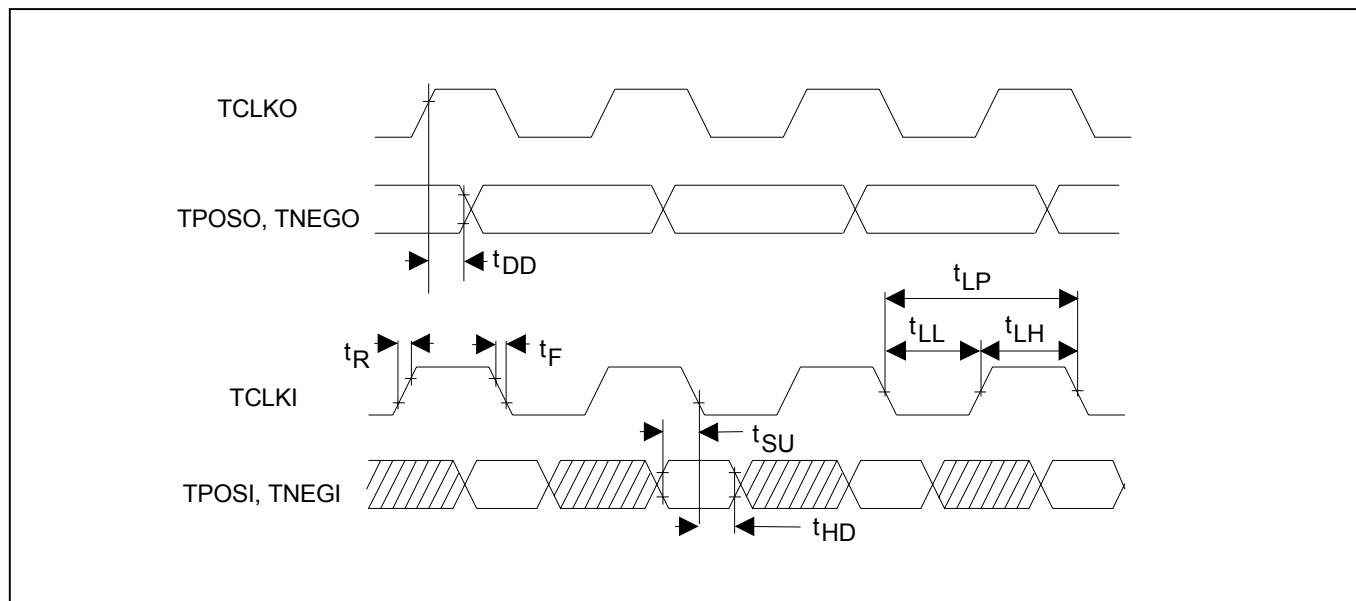 TCLKO
TPOSO, TNEGO
tDD
tLP
tLL
tLH
tR
tF
TCLKI
tSU
TPOSI, TNEGI
tHD